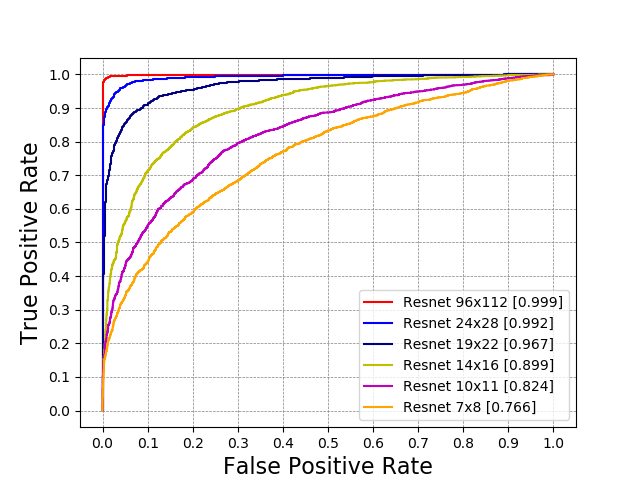 1.0
0.9
0.8
0.7
0.6
0.5
0.4
0.3
0.2
0.1
0.0
True Positive Rate
Resnet 96x112 [0.999]
Resnet 24x28 [0.992]
Resnet 19x22 [0.967]
Resnet 14x16 [0.899]
Resnet 10x11 [0.824]
Resnet 7x8 [0.766]
0.0 0.1 0.2 0.3 0.4 0.5 0.6 0.7 0.8 0.9 1.0
False Positive Rate